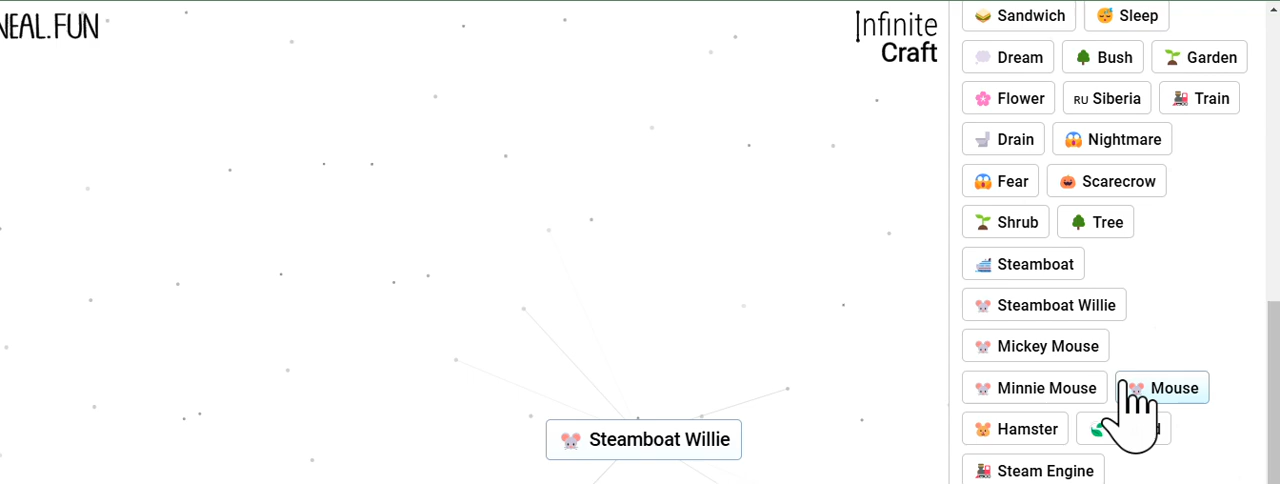 NEAL.FUN
Infinite
Craft
Sandwich Sleep
Dream Bush Garden
Flower RU Siberia Train
Drain Nightmare
Fear Scarecrow
Shrub Tree
Steamboat
Steamboat Willie
Mickey Mouse
Minnie Mouse Mouse
Hamster
Steam Engine
Steamboat Willie